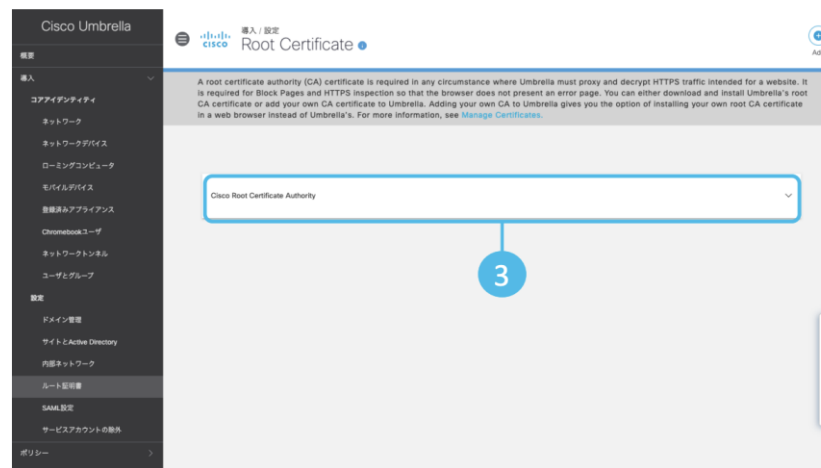 Cisco Umbrella
概要
導入
コアアイデンティティ
ネットワーク
ネットワークデバイス
ローミングコンピュータ
モバイルデバイス
登録済みアプライアンス
Chromebookユーザ
ネットワークトンネル
ユーザとグループ
設定
ドメイン管理
サイトとActive Directory
内部ネットワーク
ルート証明書
SAML設定
サービスアカウントの除外
ポリシー
CISCO
導入 / 設定
Root Certificate
A root certificate authority (CA) certificate is required in any circumstance where Umbrella must proxy and decrypt HTTPS traffic intended for a website. It
is required for Block Pages and HTTPS inspection so that the browser does not present an error page. You can either download and install Umbrella's root
CA certificate or add your own CA certificate to Umbrella. Adding your own CA to Umbrella gives you the option of installing your own root CA certificate
in a web browser instead of Umbrella's. For more information, see Manage Certificates.
Cisco Root Certificate Authority
3